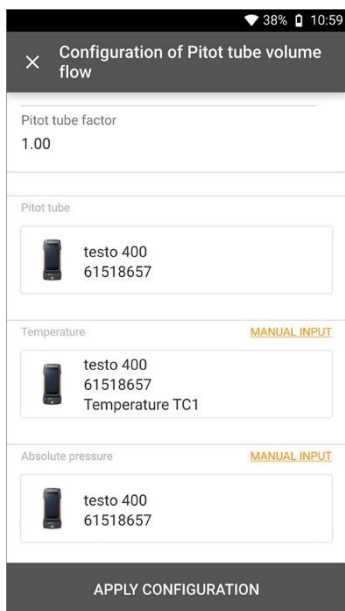 38% 10:59
Configuration of Pitot tube volume
flow
Pitot tube factor
1.00
Pitot tube
testo 400
61518657
Temperature
MANUAL INPUT
testo 400
61518657
Temperature TC1
Absolute pressure
MANUAL INPUT
testo 400
61518657
APPLY CONFIGURATION